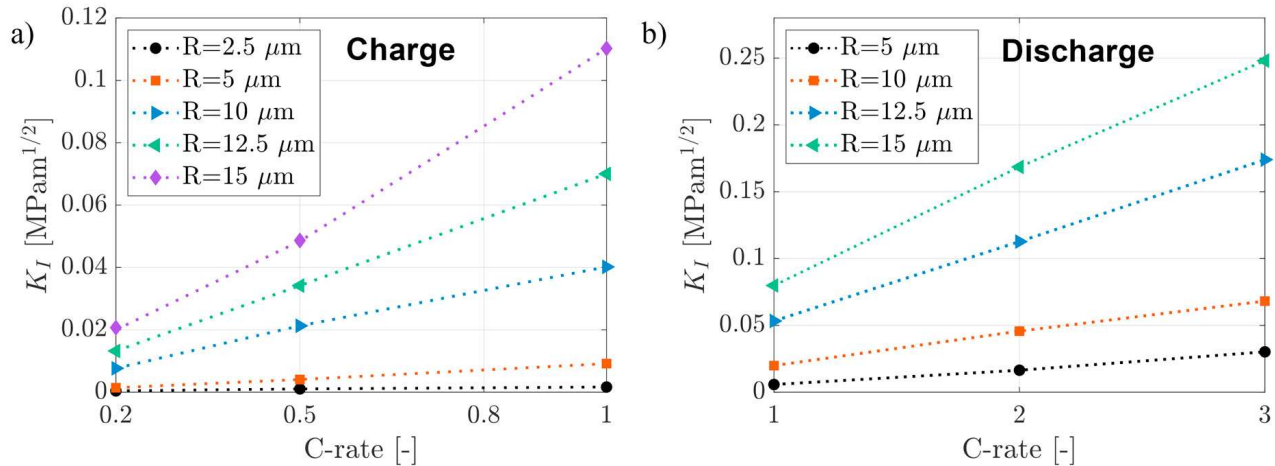 a)
Charge
R=2.5 μm
R=5 μm
R=10 μm
R=12.5 μm
R=15 μm
0.12
0.1
0.08
0.06
0.04
0.02
0
K_I [MPam^{1/2}]
0.2
0.5
0.8
1
C-rate [-]
b)
Discharge
R=5 μm
R=10 μm
R=12.5 μm
R=15 μm
0.25
0.2
0.15
0.1
0.05
0
K_I [MPam^{1/2}]
1
2
3
C-rate [-]